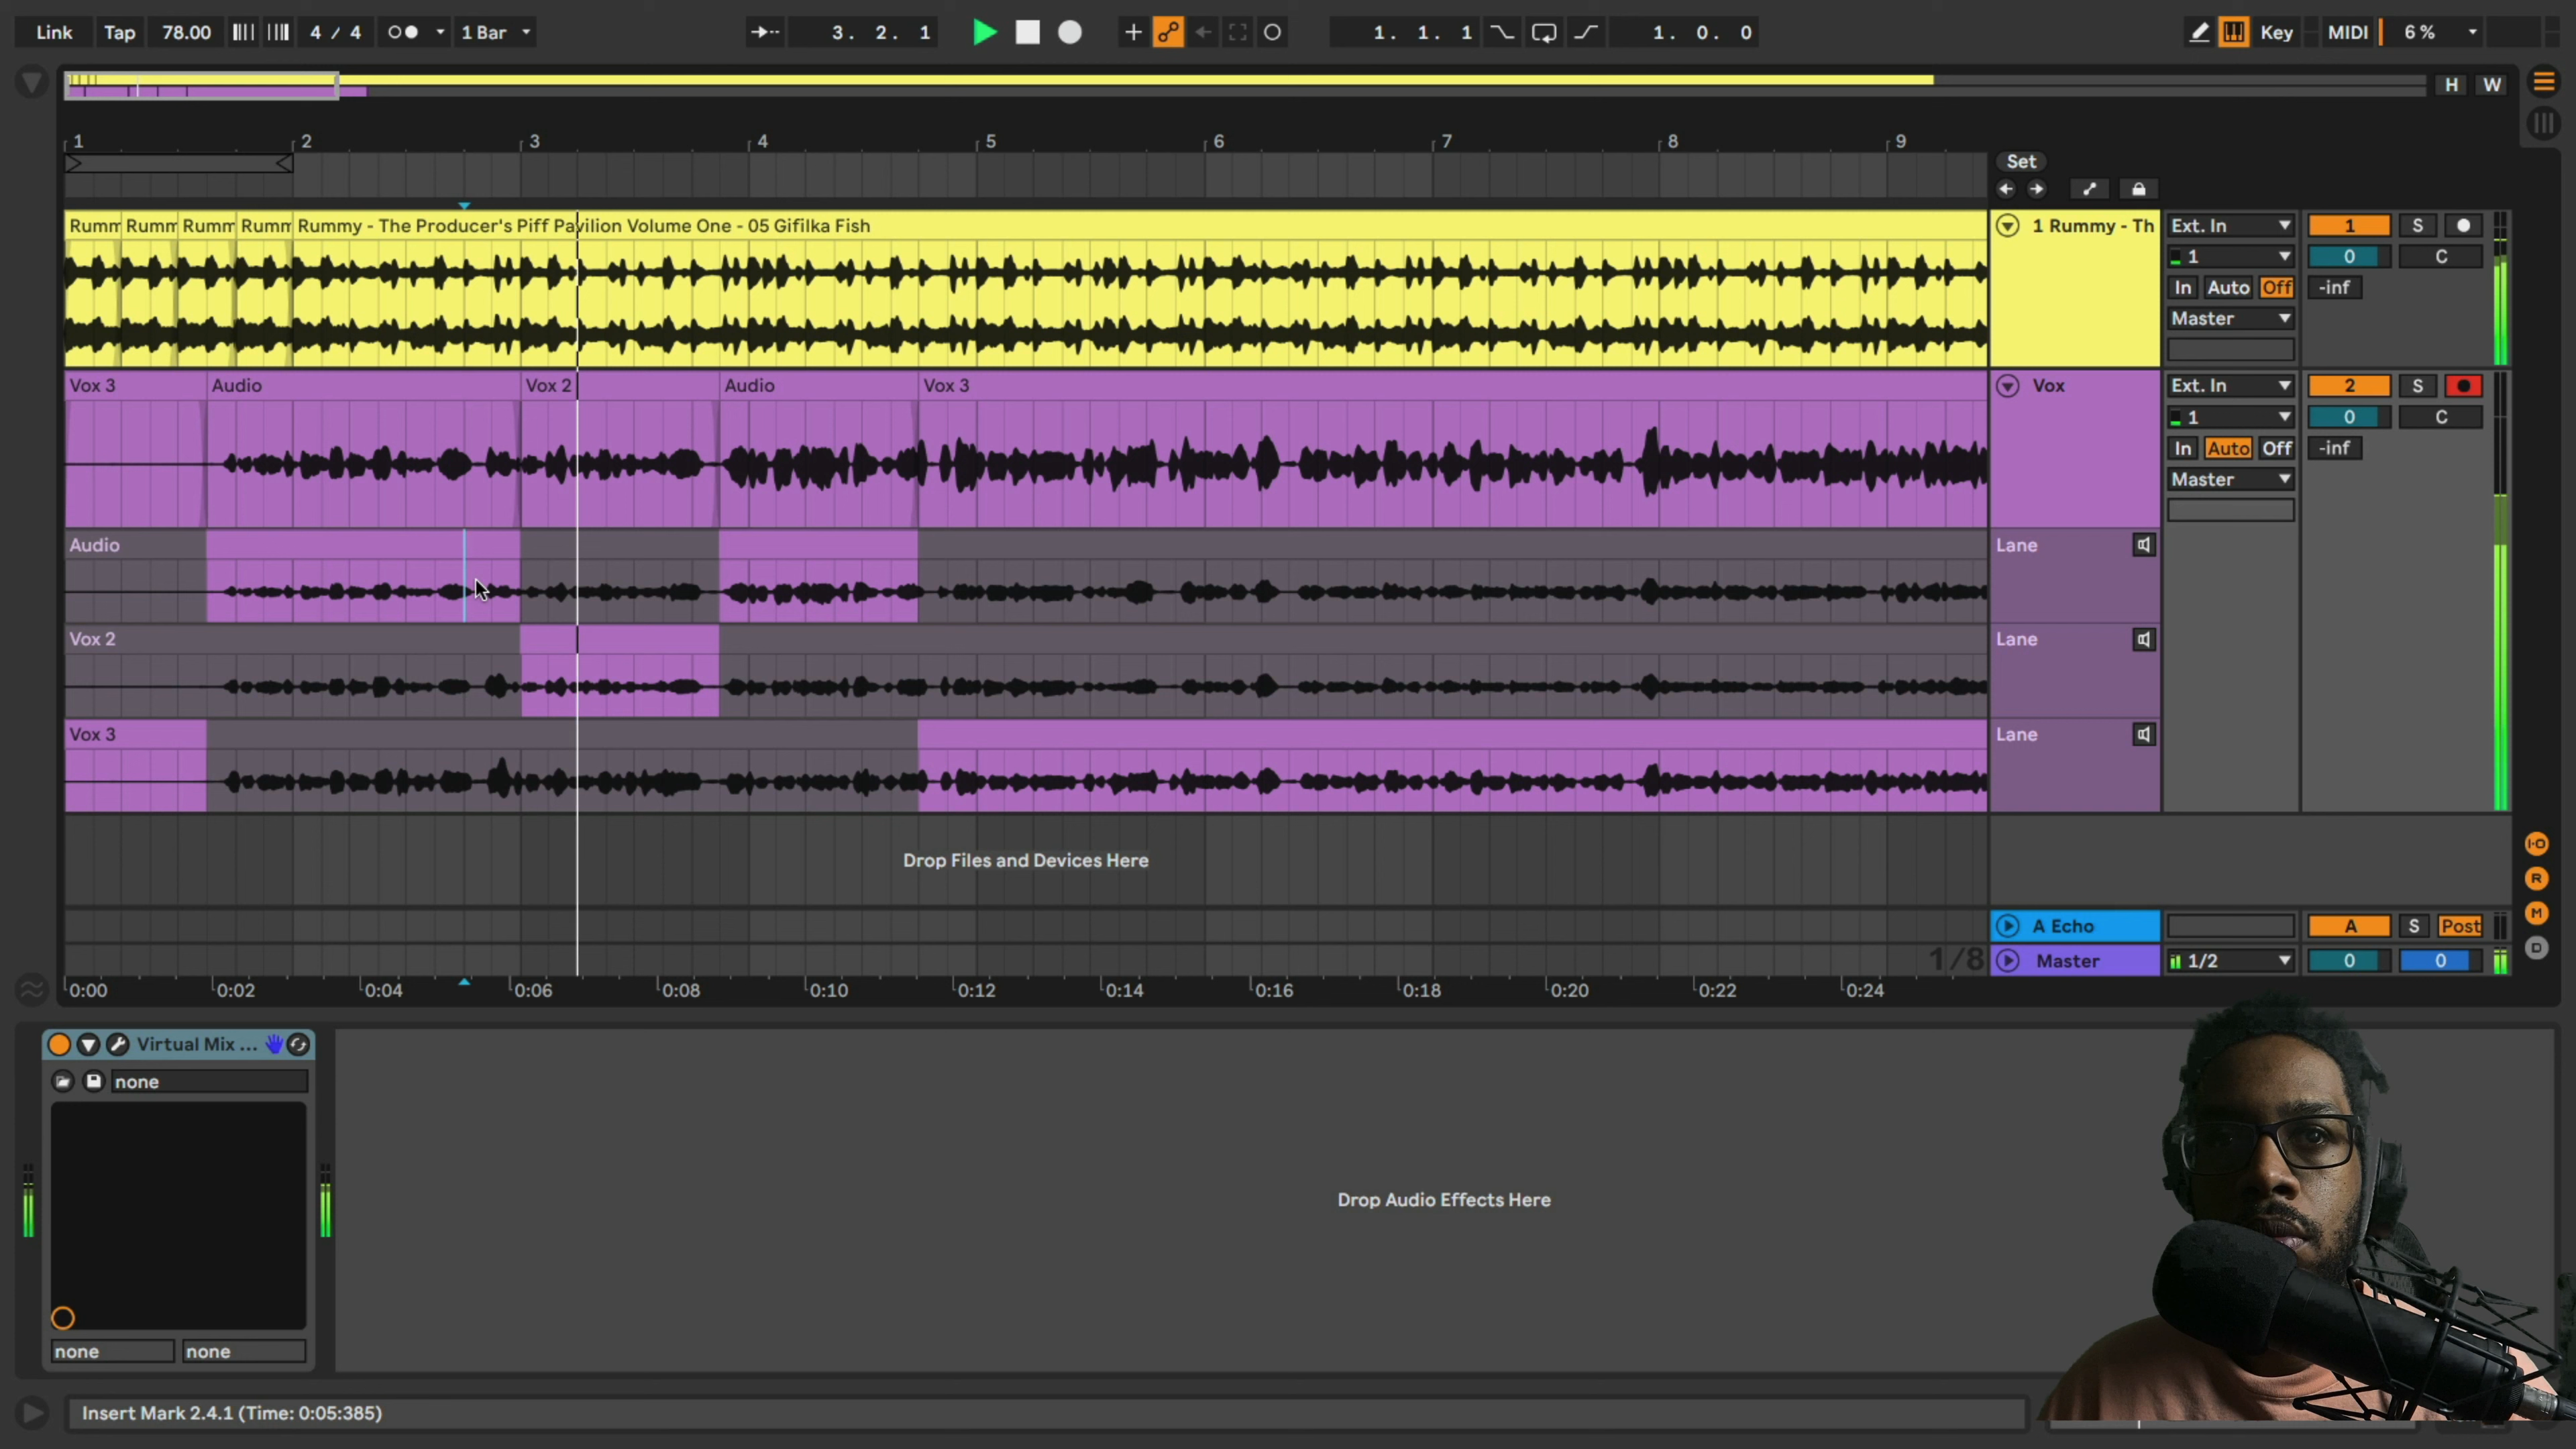 Link Tap 78.00 4 / 4 1 Bar 3. 2. 1 1. 1. 1 1. 0. 0 Key MIDI 6 %
H W
1 2 3 4 5 6 7 8 9
Set
Rumm Rumm Rumm Rumm Rummy - The Producer's Piff Pavilion Volume One - 05 Gifilka Fish 1 Rummy - Th Ext. In 1 S
1 0 C
In Auto Off -inf
Master
Vox 3 Audio Vox 2 Audio Vox 3 Vox Ext. In 2 S
1 0 C
In Auto Off -inf
Master
Audio Lane
Vox 2 Lane
Vox 3 Lane
Drop Files and Devices Here
I-O
R
M
D
A Echo A S Post
1/8 Master 1/2 0 0
0:00 0:02 0:04 0:06 0:08 0:10 0:12 0:14 0:16 0:18 0:20 0:22 0:24
Virtual Mix ...
none
Drop Audio Effects Here
none none
Insert Mark 2.4.1 (Time: 0:05:385)